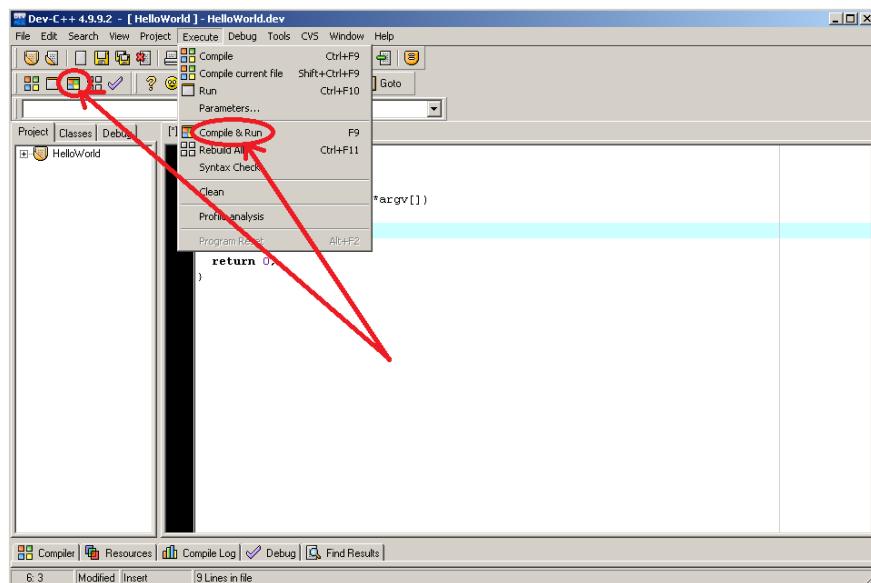 Dev-C++ 4.9.9.2 - [ HelloWorld ] - HelloWorld.dev
File Edit Search View Project Execute Debug Tools CVS Window Help
Compile Ctrl+F9
Compile current file Shift+Ctrl+F9
Run Ctrl+F10
Goto
Parameters...
Compile & Run F9
Rebuild All Ctrl+F11
Syntax Check
Clean
Profile analysis
Program Reset Alt+F2
Project Classes Debug [*]
HelloWorld
*argv[])
return 0;
}
Compiler Resources Compile Log Debug Find Results
6: 3 Modified Insert 9 Lines in file